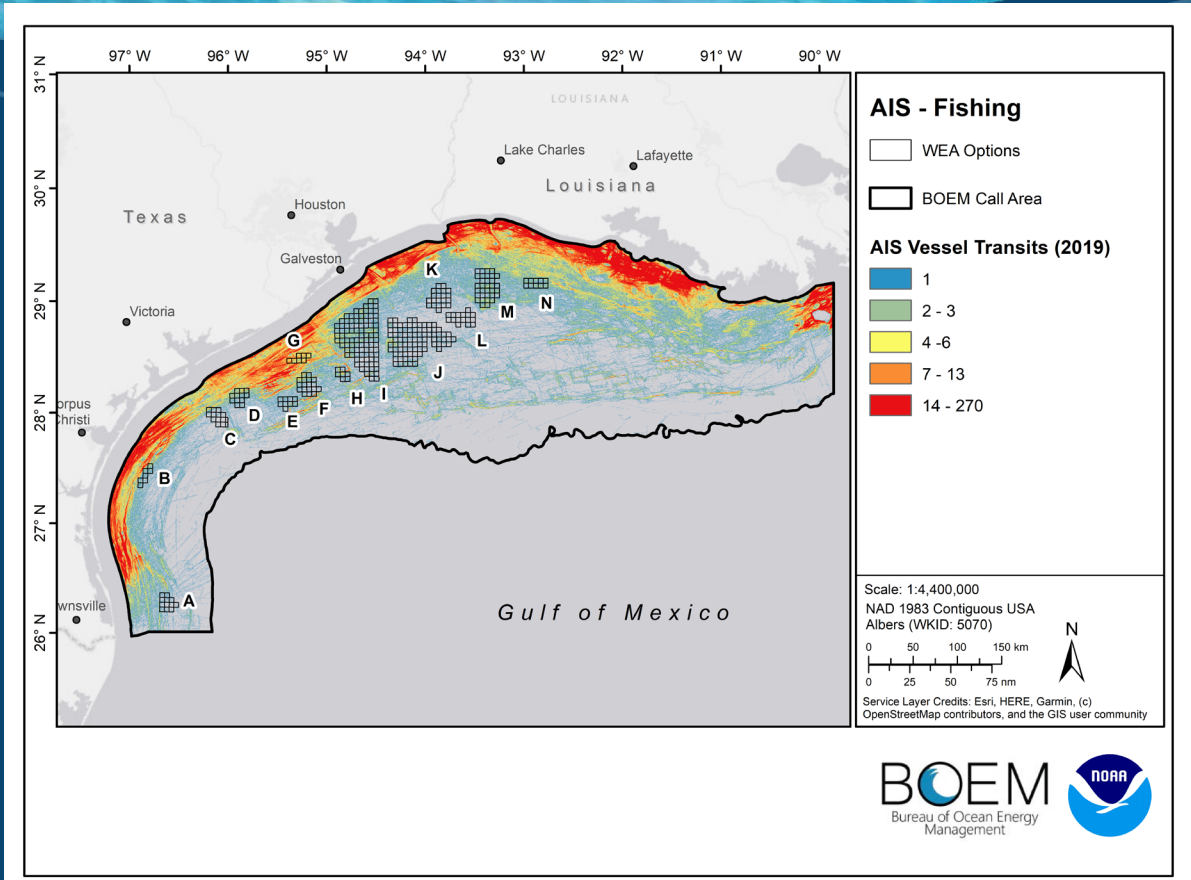 97° W 96° W 95° W 94° W 93° W 92° W 91° W 90° W
31° N
30° N
29° N
28° N
27° N
26° N
LOUISIANA
Lake Charles
Lafayette
Louisiana
Texas
Houston
Galveston
Victoria
orpus
Christi
wnsville
K
N
M
G
L
J
H
I
F
D
E
C
B
A
Gulf of Mexico
AIS - Fishing
WEA Options
BOEM Call Area
AIS Vessel Transits (2019)
1
2 - 3
4 -6
7 - 13
14 - 270
Scale: 1:4,400,000
NAD 1983 Contiguous USA
Albers (WKID: 5070)
N
0 50 100 150 km
0 25 50 75 nm
Service Layer Credits: Esri, HERE, Garmin, (c)
OpenStreetMap contributors, and the GIS user community
BOEM
Bureau of Ocean Energy
Management
NOAA